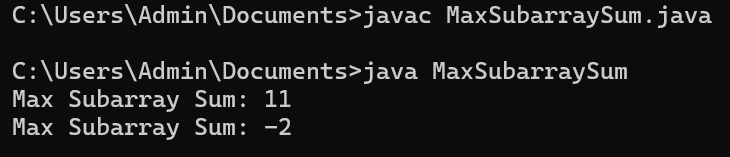 C:\Users\Admin\Documents>javac MaxSubarraySum.java
C:\Users\Admin\Documents>java MaxSubarraySum
Max Subarray Sum: 11
Max Subarray Sum: -2